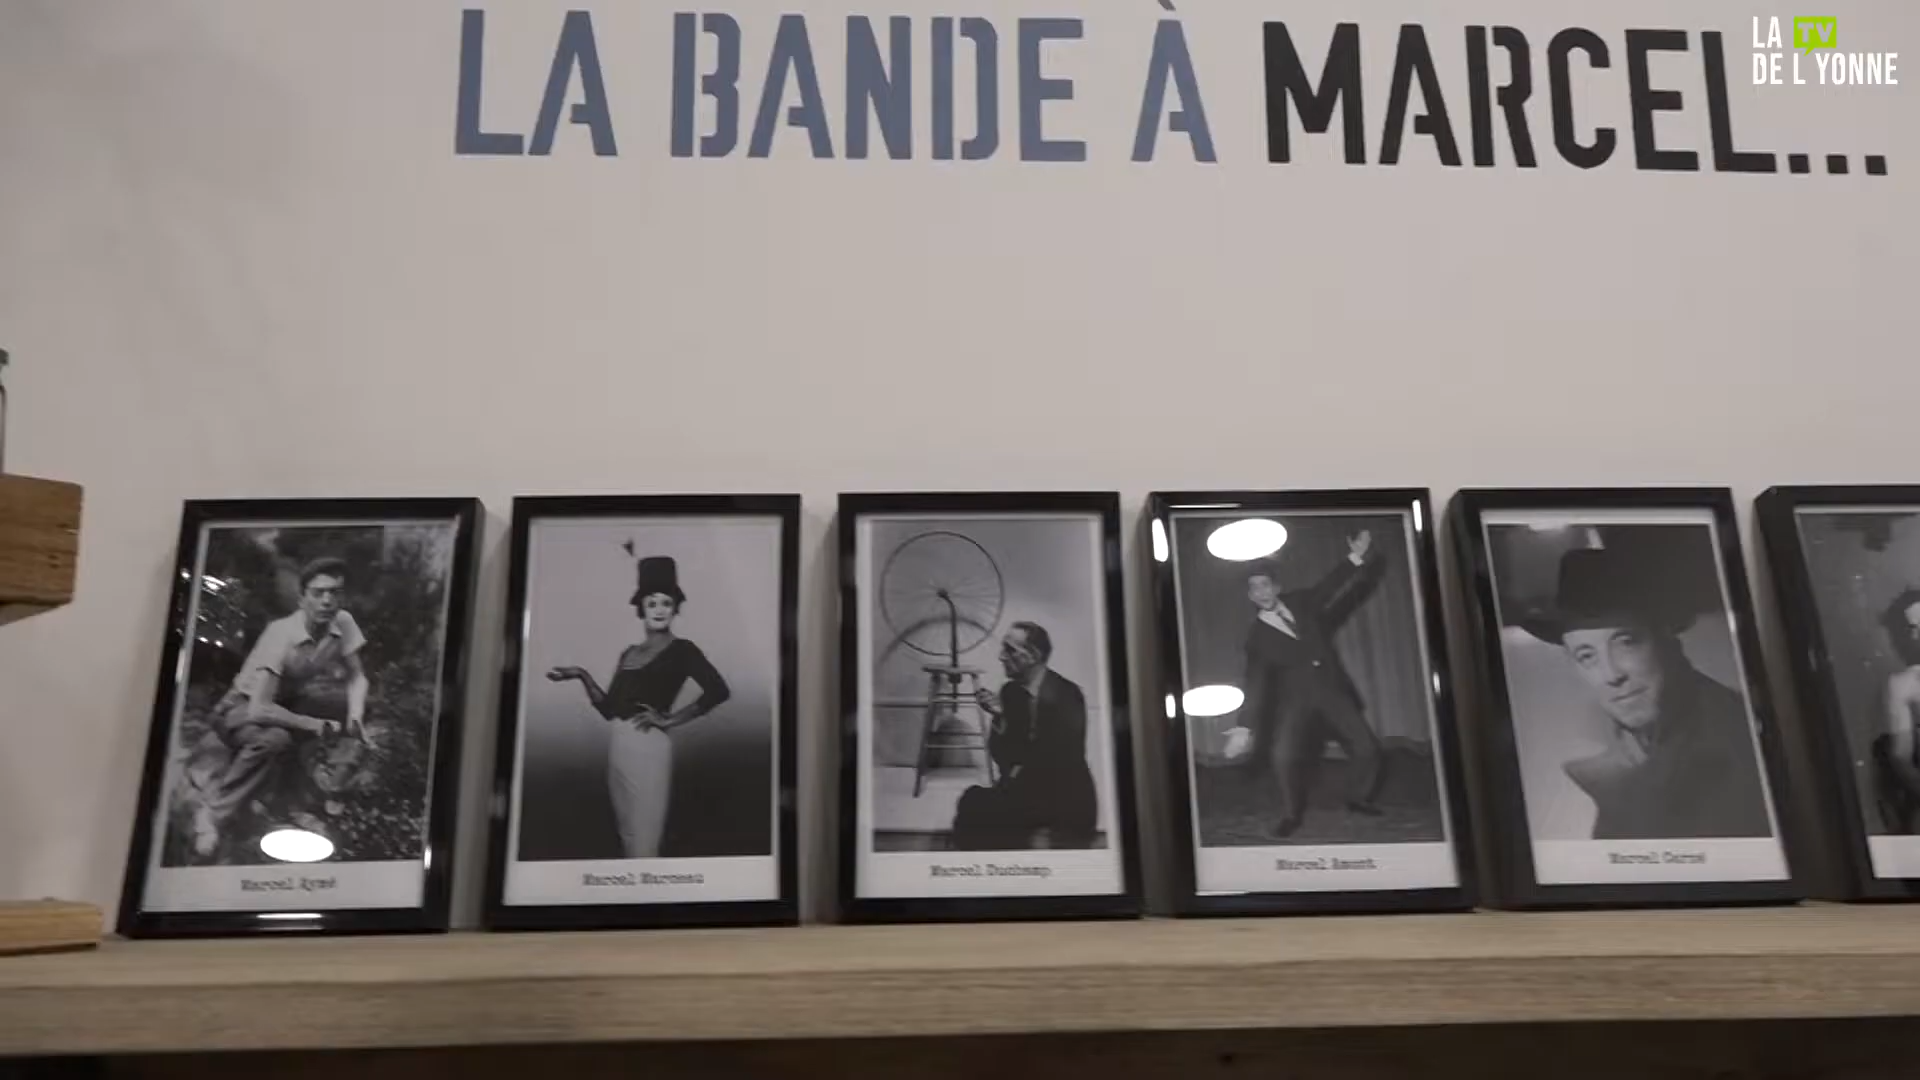 LA BANDE À MARCEL...
LA TV
DE L YONNE
Marcel Aymé
Marcel Marceau
Marcel Duchamp
Marcel Amont
Marcel Carné